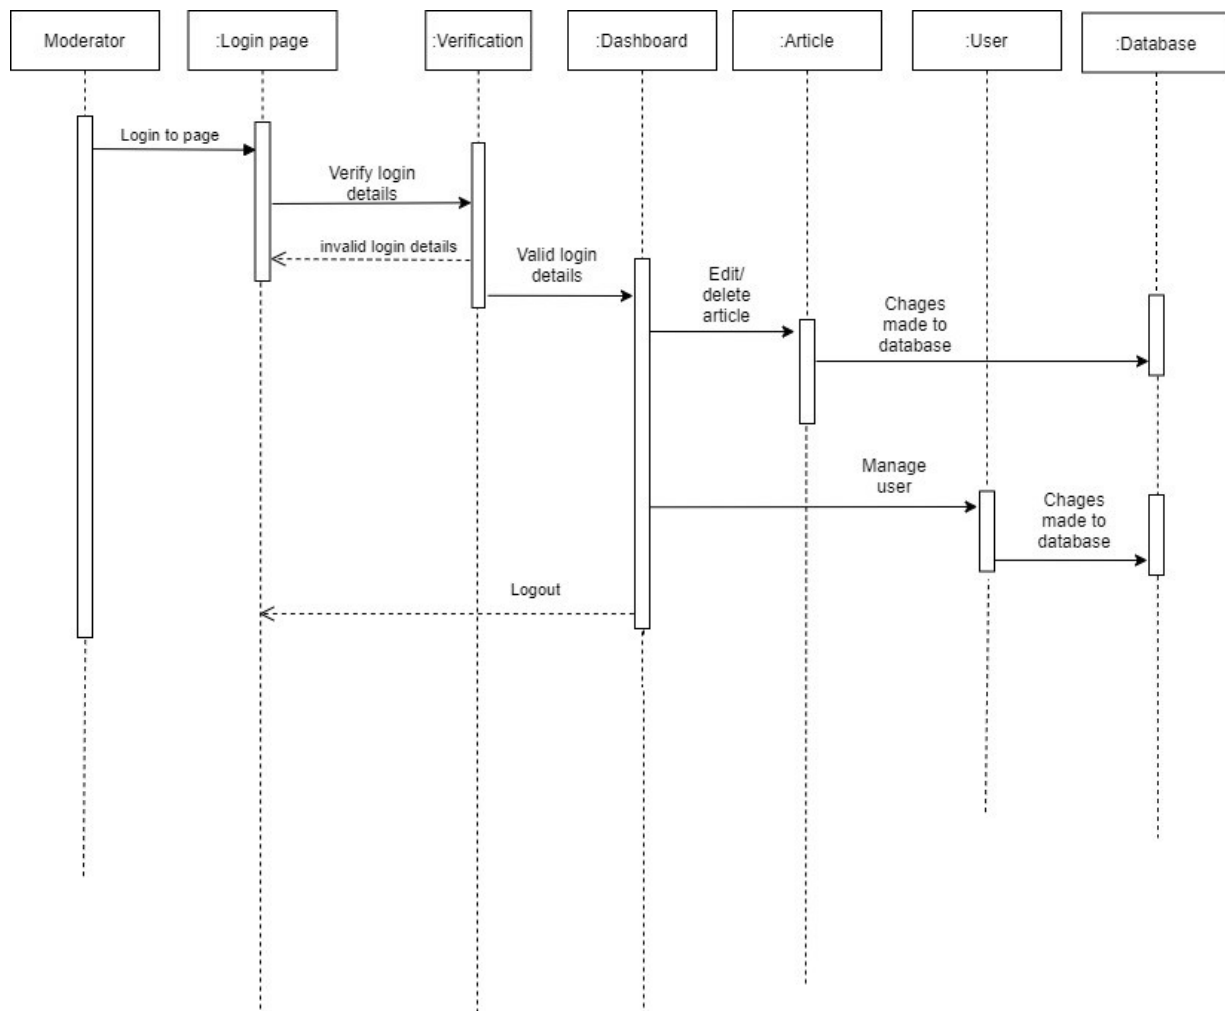 Moderator
:Login page
:Verification
:Dashboard
:Article
:User
:Database
Login to page
Verify login
details
invalid login details
Valid login
details
Edit/
delete
article
Chages
made to
database
Manage
user
Chages
made to
database
Logout